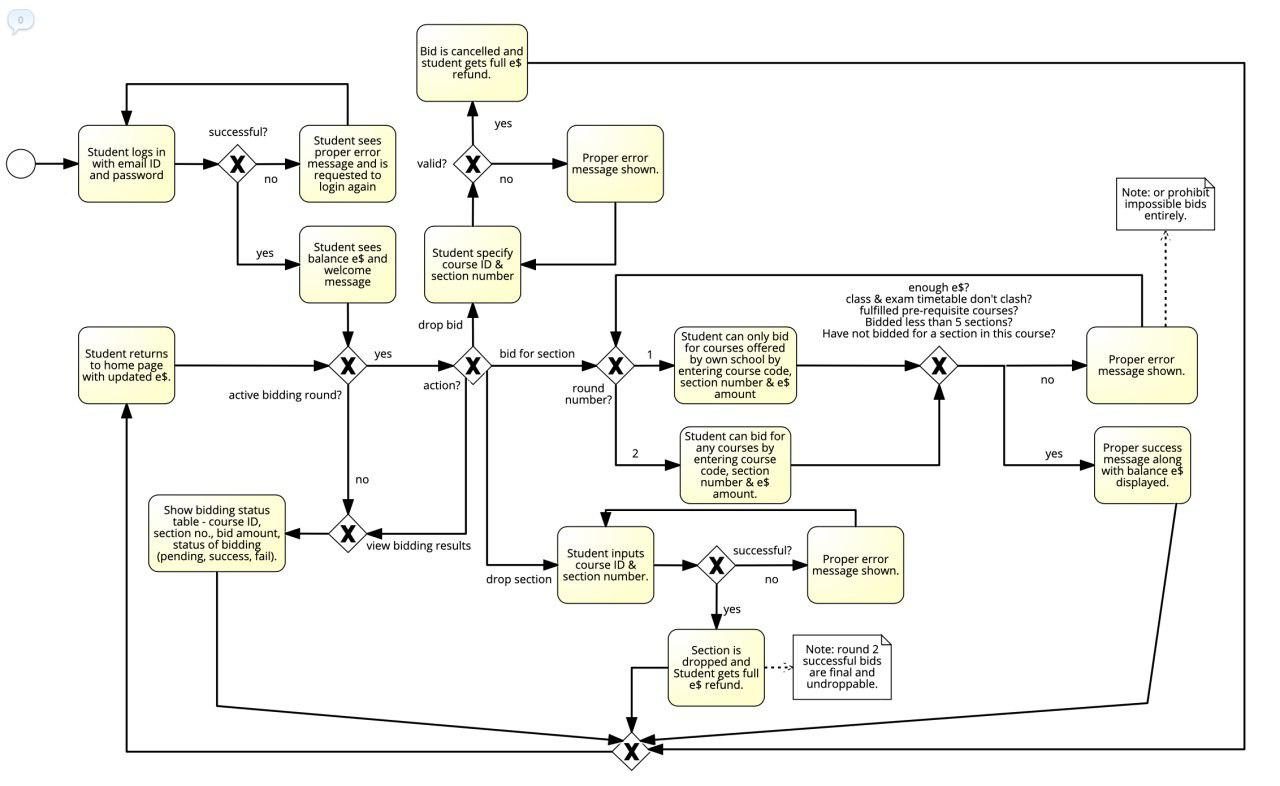 0
Bid is cancelled and
student gets full e$
refund.
successful?
yes
Student logs in
with email ID
and password
no
Student sees
proper error
message and is
requested to
login again
valid?
no
Proper error
message shown.
Note: or prohibit
impossible bids
entirely.
yes
Student sees
balance e$ and
welcome
message
Student specify
course ID &
section number
enough e$?
class & exam timetable don't clash?
fulfilled pre-requisite courses?
Bidded less than 5 sections?
Have not bidded for a section in this course?
drop bid
Student returns
to home page
with updated e$.
yes
active bidding round?
action?
bid for section
round
number?
1
Student can only bid
for courses offered
by own school by
entering course code,
section number & e$
amount
no
Proper error
message shown.
2
Student can bid for
any courses by
entering course
code, section
number & e$
amount.
yes
Proper success
message along
with balance e$
displayed.
no
Show bidding status
table - course ID,
section no., bid amount,
status of bidding
(pending, success, fail).
view bidding results
drop section
Student inputs
course ID &
section number.
successful?
no
Proper error
message shown.
yes
Section is
dropped and
Student gets full
e$ refund.
Note: round 2
successful bids
are final and
undroppable.